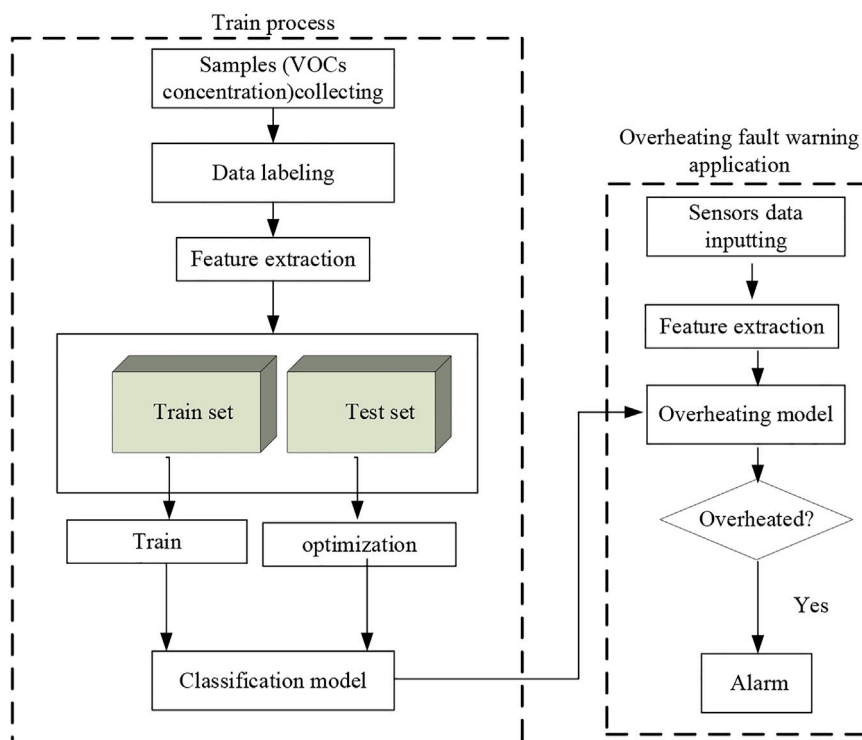 Train process
Samples (VOCs
concentration)collecting
Data labeling
Feature extraction
Train set
Test set
Train
optimization
Classification model
Overheating fault warning
application
Sensors data
inputting
Feature extraction
Overheating model
Overheated?
Yes
Alarm